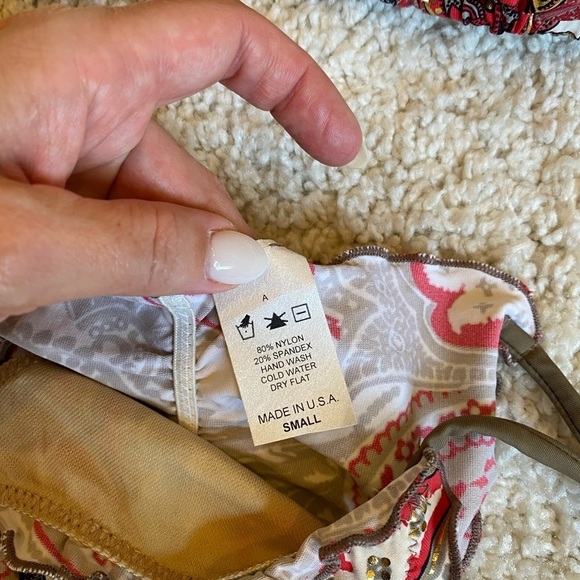 A
80% NYLON
20% SPANDEX
HAND WASH
COLD WATER
DRY FLAT
MADE IN U.S.A.
SMALL